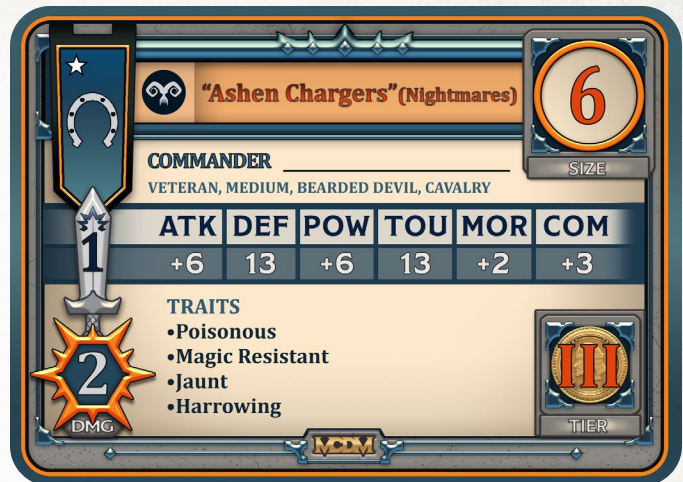 "Ashen Chargers"(Nightmares)
6
SIZE
COMMANDER
VETERAN, MEDIUM, BEARDED DEVIL, CAVALRY
1
ATK DEF POW TOU MOR COM
+6 13 +6 13 +2 +3
TRAITS
•Poisonous
•Magic Resistant
•Jaunt
•Harrowing
2
DMG
III
TIER
MCDM